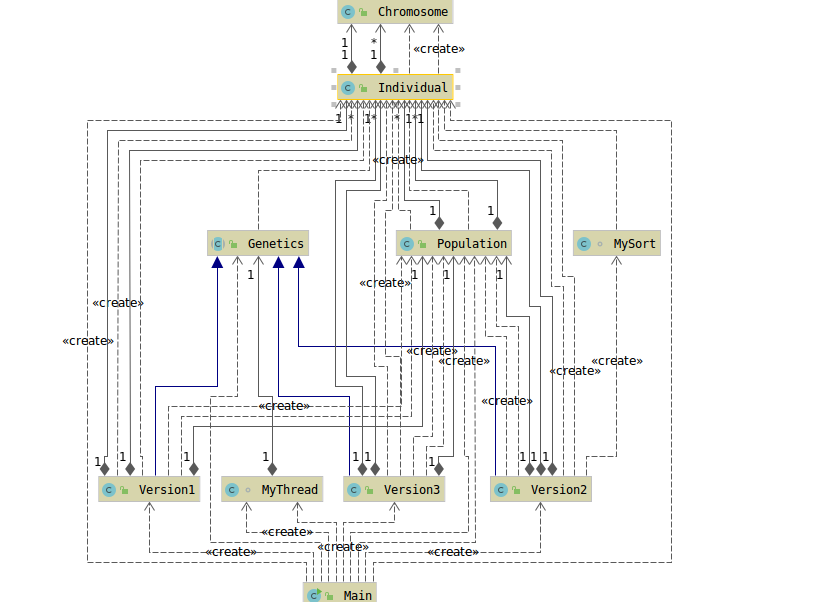 C Chromosome
1 *
«create»
1 1
C Individual
1 * 1* * 1*1
«create»
1 1
C Genetics
C Population
C MySort
1 1 1 1
«create»
«create»
«create»
«create»
«create» «create»
«create»
«create»
«create»
1 1 1 1 1 1 1 1 1
C Version1
C MyThread
C Version3
C Version2
«create»
«create» «create» «create»
C Main